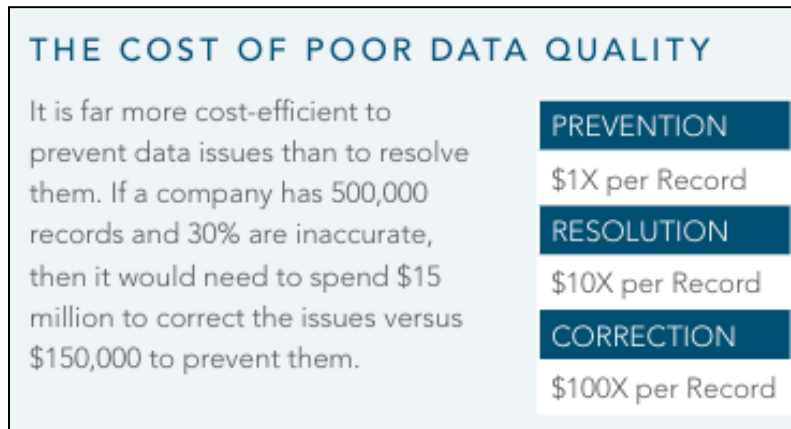 THE COST OF POOR DATA QUALITY
It is far more cost-efficient to
prevent data issues than to resolve
them. If a company has 500,000
records and 30% are inaccurate,
then it would need to spend $15
million to correct the issues versus
$150,000 to prevent them.
PREVENTION
$1X per Record
RESOLUTION
$10X per Record
CORRECTION
$100X per Record